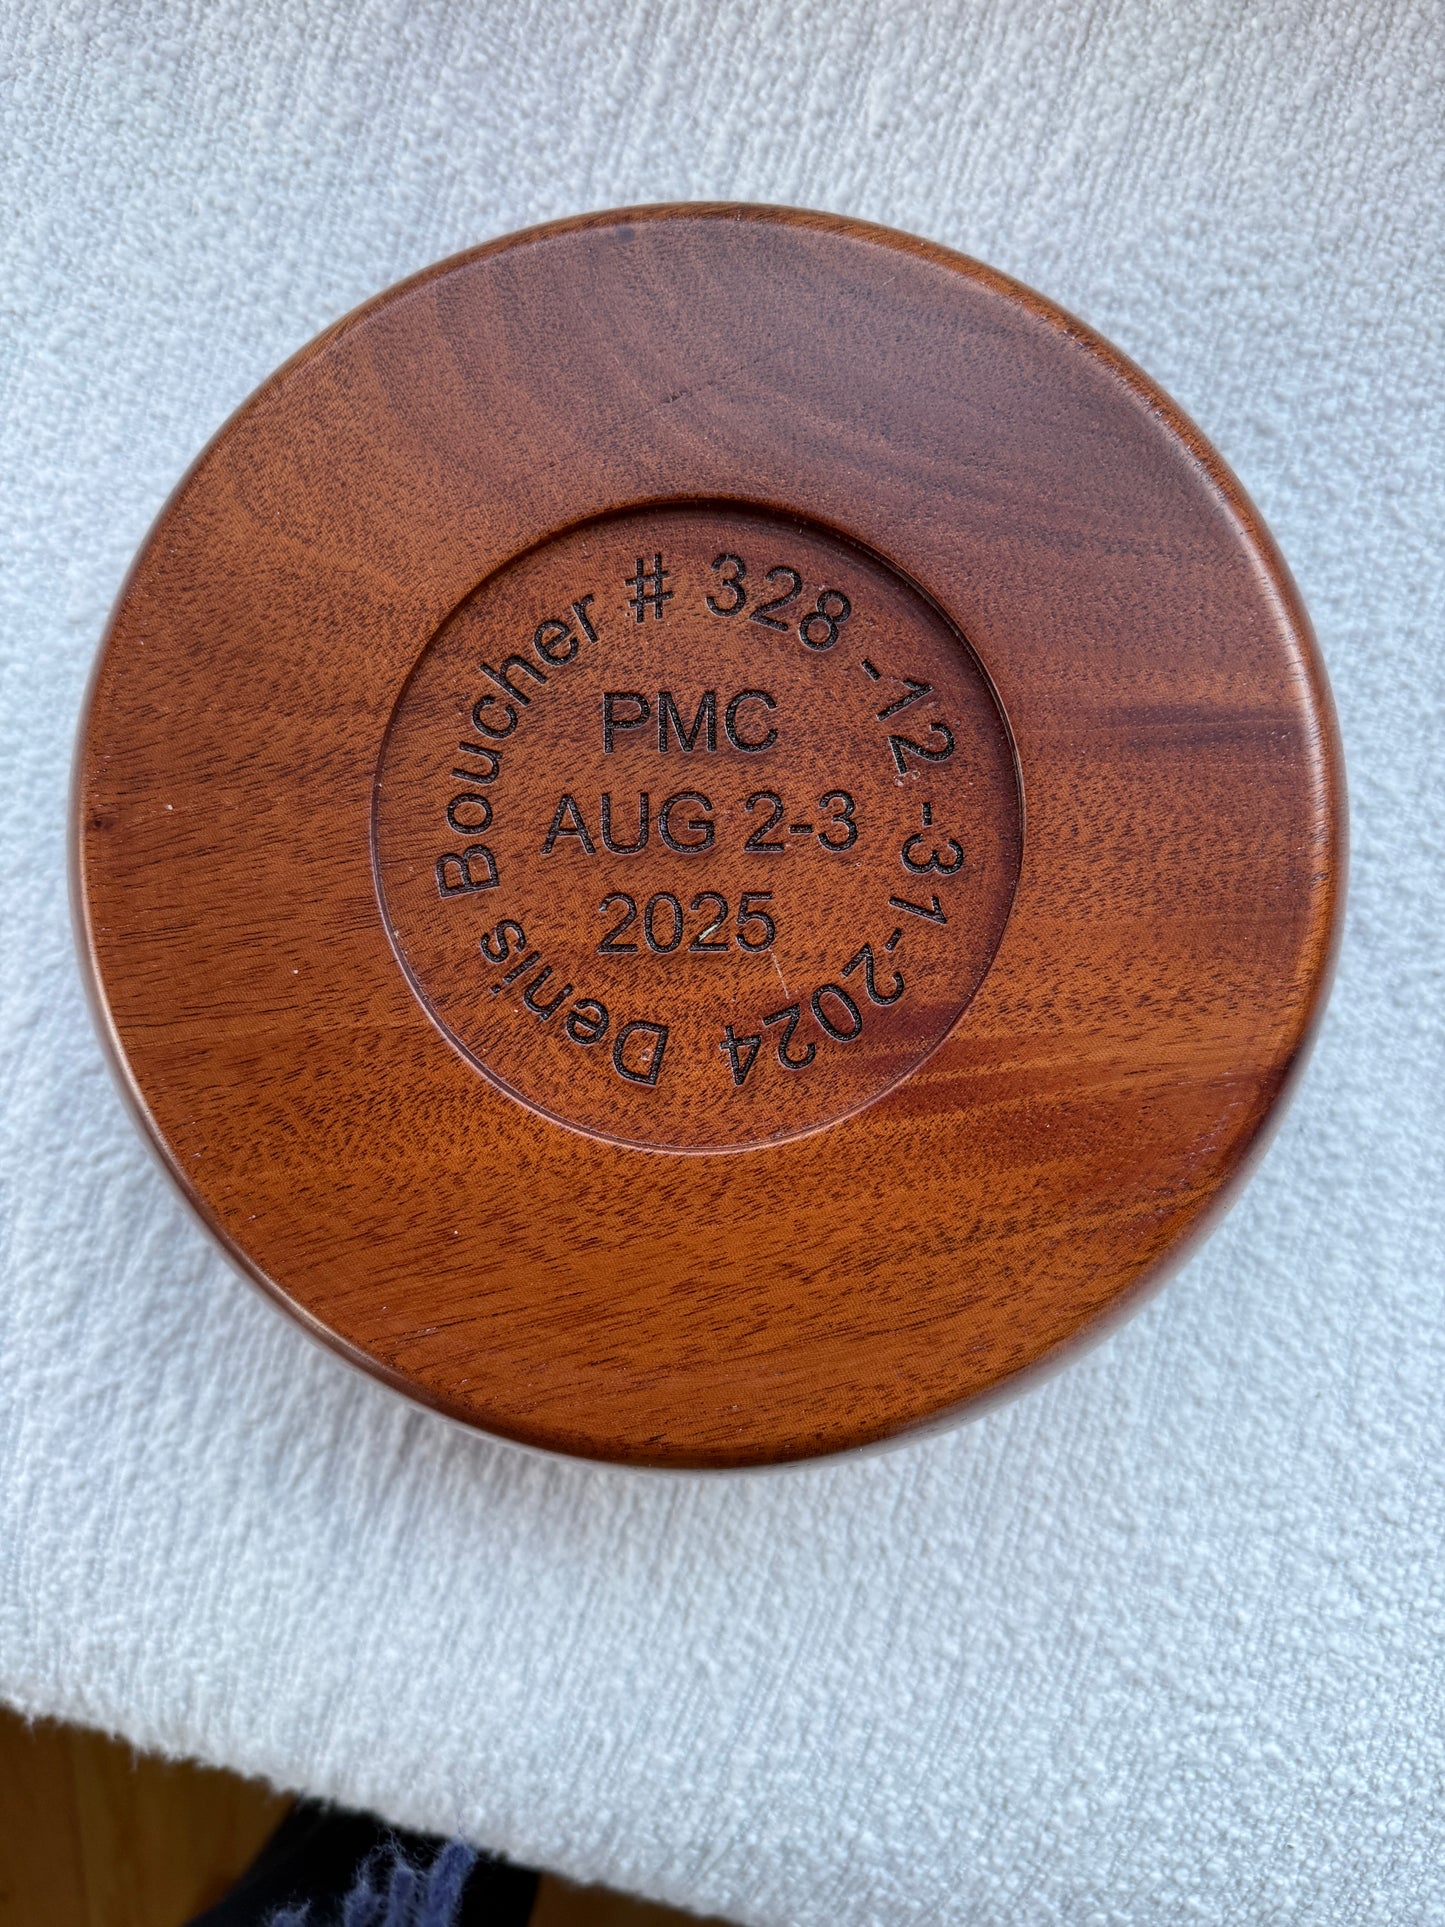 Denis Boucher # 328 -12 -31-2024
PMC
AUG 2-3
2025